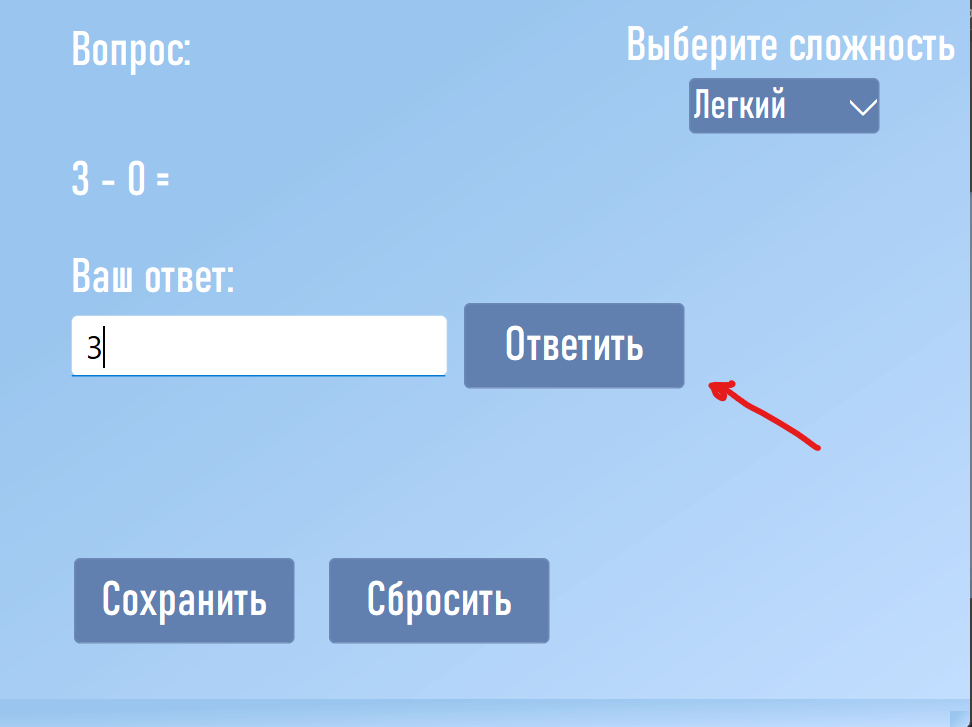 Вопрос:
Выберите сложность
Легкий
3 - 0 =
Ваш ответ:
3
Ответить
Сохранить
Сбросить